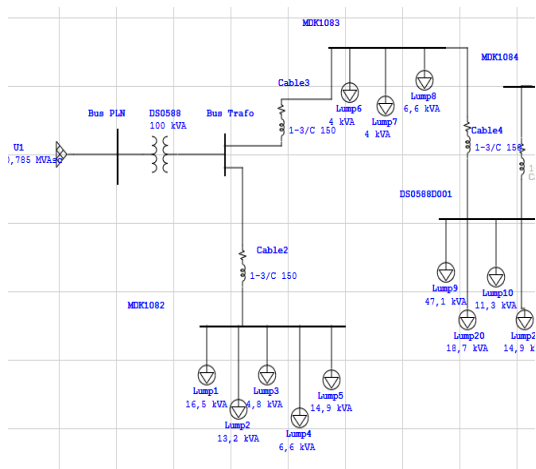 MDK1083
MDK1084
Cable3
Lump8
Lump6
Lump7
6,6 kVA
4 kVA
4 kVA
Bus PLN
DS0588
100 kVA
Bus Trafo
1-3/C 150
Cable4
1-3/C 150
U1
,785 MVAsc
DS0588D001
Cable2
1-3/C 150
Lump9
47,1 kVA
Lump10
11,3 kVA
MDK1082
Lump20
18,7 kVA
Lump2
14,9 kVA
Lump1
16,5 kVA
Lump3
4,8 kVA
Lump5
14,9 kVA
Lump2
13,2 kVA
Lump4
6,6 kVA